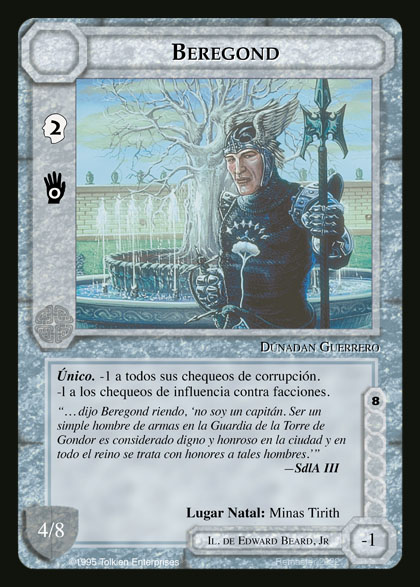 BEREGOND
2
DÚNADAN GUERRERO
Único. -1 a todos sus chequeos de corrupción.
-1 a los chequeos de influencia contra facciones.
8
“…dijo Beregond riendo, ‘no soy un capitán. Ser un
simple hombre de armas en la Guardia de la Torre de
Gondor es considerado digno y honroso en la ciudad y en
todo el reino se trata con honores a tales hombres.’”
—SdlA III
Lugar Natal: Minas Tirith
4/8
IL. DE EDWARD BEARD, JR
-1
©1995 Tolkien Enterprises